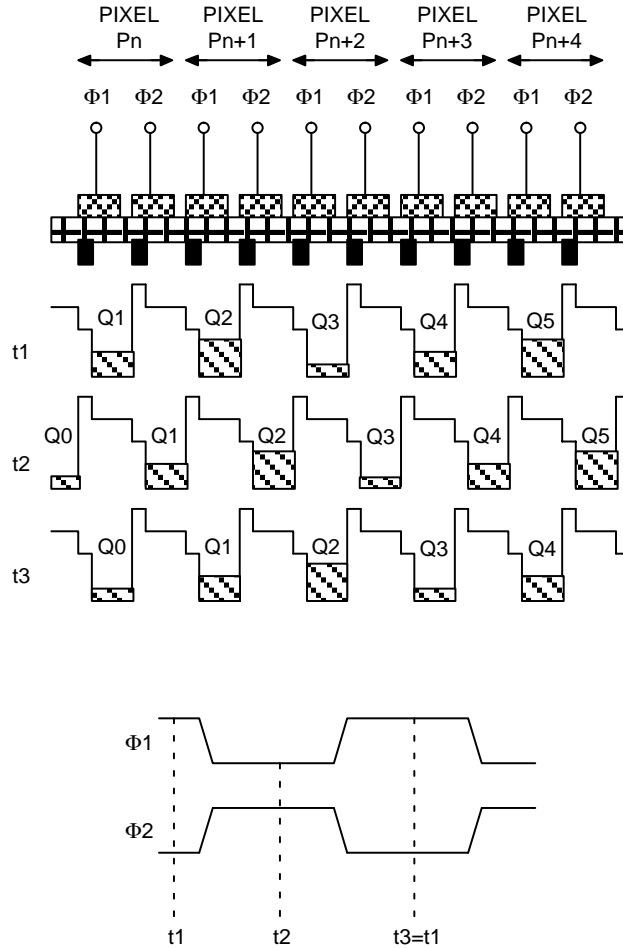 PIXEL PIXEL PIXEL PIXEL PIXEL
Pn Pn+1 Pn+2 Pn+3 Pn+4
Φ1 Φ2 Φ1 Φ2 Φ1 Φ2 Φ1 Φ2 Φ1 Φ2
Q1 Q2 Q3 Q4 Q5
t1
Q0 Q1 Q2 Q3 Q4 Q5
t2
Q0 Q1 Q2 Q3 Q4
t3
Φ1
Φ2
t1 t2 t3=t1